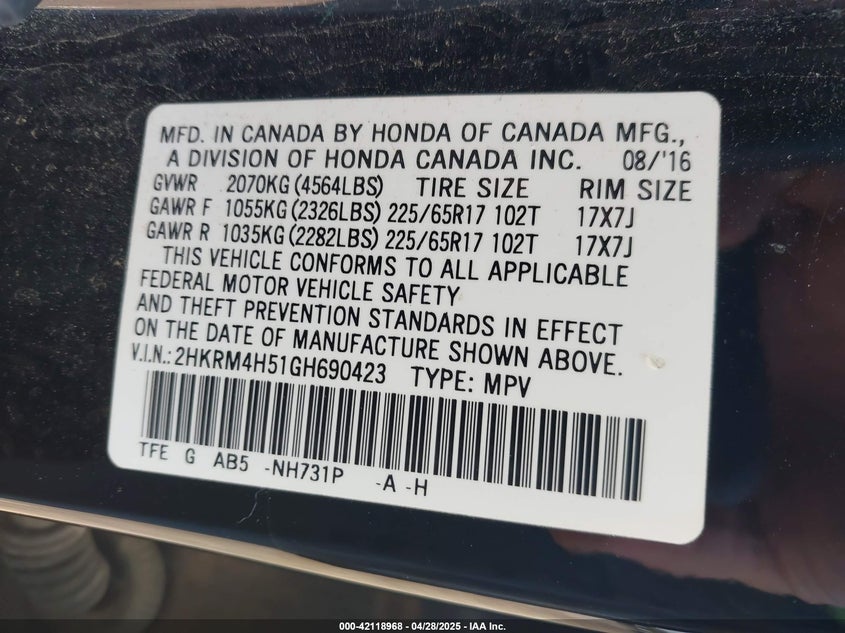 MFD. IN CANADA BY HONDA OF CANADA MFG.,
A DIVISION OF HONDA CANADA INC. 08/'16
GVWR 2070KG (4564LBS) TIRE SIZE RIM SIZE
GAWR F 1055KG (2326LBS) 225/65R17 102T 17X7J
GAWR R 1035KG (2282LBS) 225/65R17 102T 17X7J
THIS VEHICLE CONFORMS TO ALL APPLICABLE
FEDERAL MOTOR VEHICLE SAFETY
AND THEFT PREVENTION STANDARDS IN EFFECT
ON THE DATE OF MANUFACTURE SHOWN ABOVE.
V.I.N.: 2HKRM4H51GH690423 TYPE: MPV
TFE G AB5 -NH731P -A -H
000-42118968 - 04/28/2025 - IAA Inc.